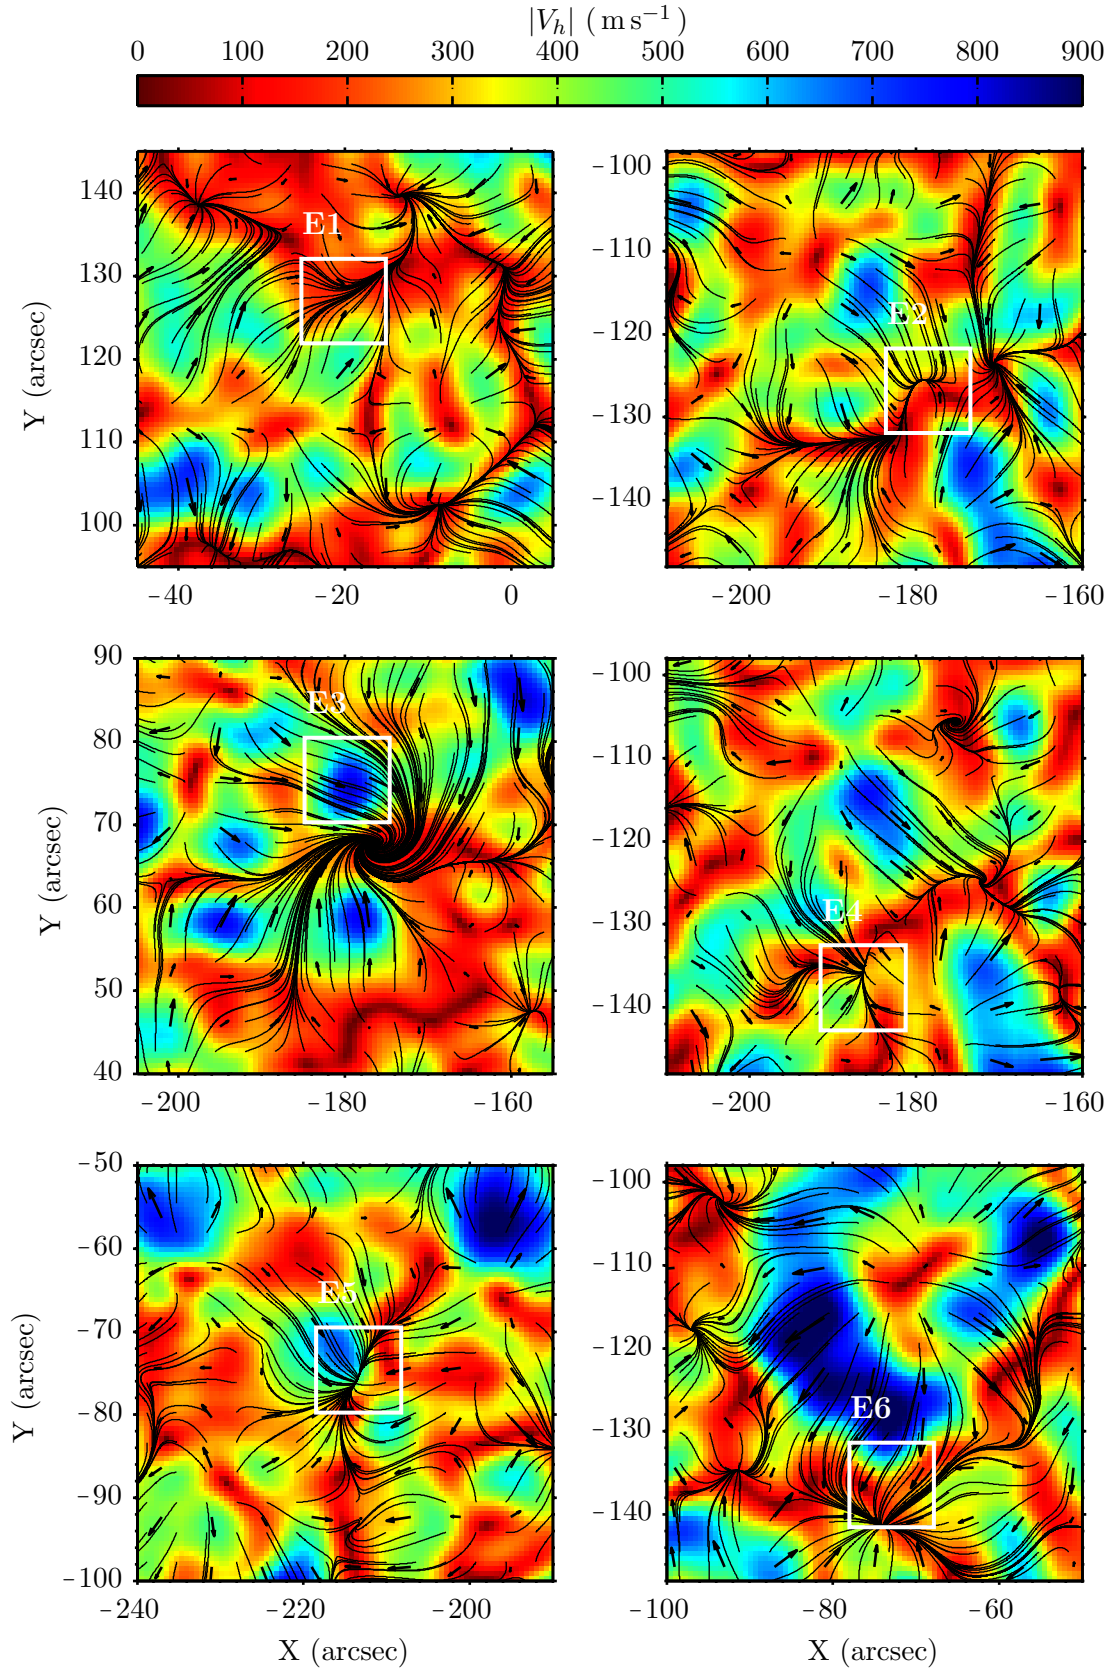 |V_h| ( m s⁻¹)
0 100 200 300 400 500 600 700 800 900
E1
140
130
120
110
100
Y (arcsec)
-40 -20 0
E2
-100
-110
-120
-130
-140
-200 -180 -160
E3
90
80
70
60
50
40
Y (arcsec)
-200 -180 -160
E4
-100
-110
-120
-130
-140
-200 -180 -160
E5
-50
-60
-70
-80
-90
-100
Y (arcsec)
-240 -220 -200
X (arcsec)
E6
-100
-110
-120
-130
-140
-100 -80 -60
X (arcsec)